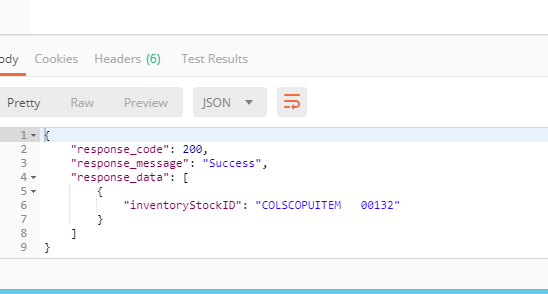 ody Cookies Headers (6) Test Results
Pretty Raw Preview JSON
1 {
2 "response_code": 200,
3 "response_message": "Success",
4 "response_data": [
5 {
6 "inventoryStockID": "COLSCOPUITEM   00132"
7 }
8 ]
9 }